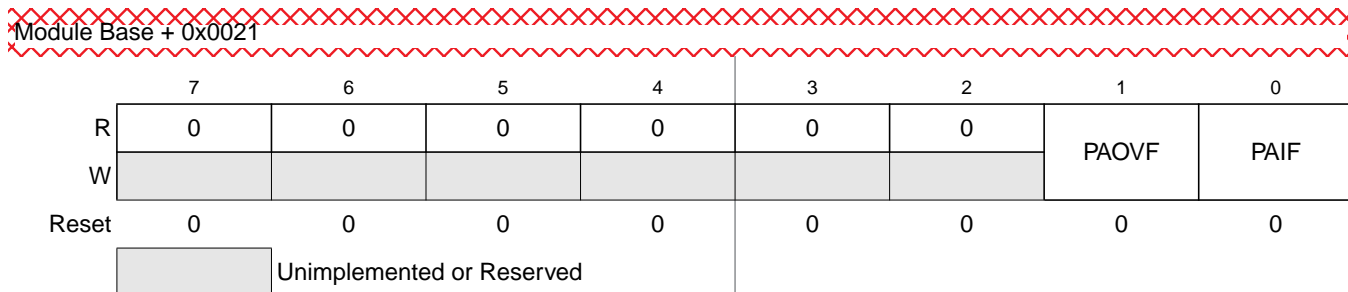 Module Base + 0x0021
7 6 5 4 3 2 1 0
R 0 0 0 0 0 0 PAOVF PAIF
W
Reset 0 0 0 0 0 0 0 0
Unimplemented or Reserved